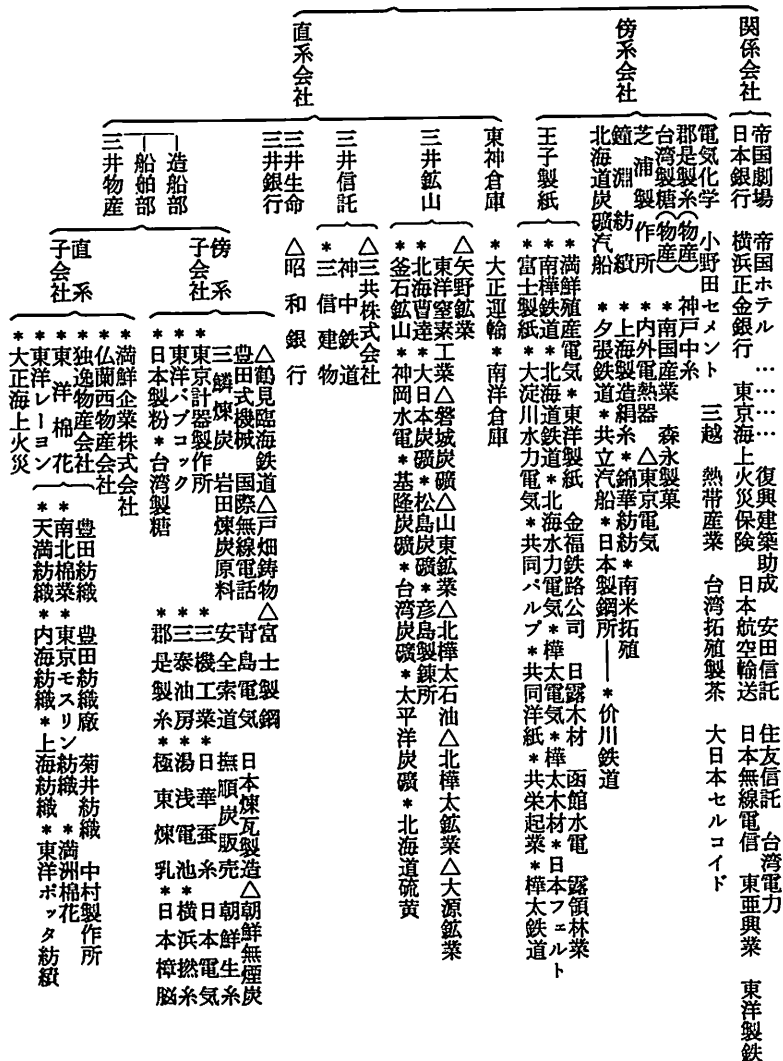 関係会社
帝国劇場 帝国ホテル ………… 復興建築助成 安田信託 住友信託 台湾電力
日本銀行 横浜正金銀行 東京海上火災保険 日本航空輸送 日本無線電信 東亜興業 東洋製鉄
傍系会社
電気化学 小野田セメント 三越 熱帯産業 台湾拓殖製茶 大日本セルロイド
郡是製糸(物産) 神戸中糸
台湾製糖(物産) *南国産業 森永製菓
芝浦製作所 *内外電熱器 △東京電気
鐘淵紡績 *上海製造絹糸*錦華紡紡*南米拓殖
北海道炭礦汽船 *夕張鉄道*共立汽船*日本製鋼所――*价川鉄道
直系会社
王子製紙
*満鮮殖産電気*東洋製紙 金福鉄路公司 日露木材 函館水電 露領林業
*南樺鉄道*北海道鉄道*北海水力電気*樺太電気*樺太木材*日本フェルト
*富士製紙*大淀川水力電気*共同パルプ*共同洋紙*共栄起業*樺太鉄道
東神倉庫
*大正運輸*南洋倉庫
三井鉱山
△矢野鉱業
東洋窒素工業△磐城炭礦△山東鉱業△北樺太石油△北樺太鉱業△大源鉱業
*北海曹達*大日本炭礦*松島炭礦*彦島製錬所
*釜石鉱山*神岡水電*基隆炭礦*台湾炭礦*太平洋炭礦*北海道硫黄
三井信託
△三共株式会社
神中鉄道
*三信建物
三井生命
三井銀行
△昭和銀行
造船部
船舶部
三井物産
傍系子会社
△鶴見臨海鉄道△戸畑鋳物△富士製鋼 日本煉瓦製造△朝鮮無煙炭
豊田式機械 国際無線電話 青島電気 撫順炭販売 朝鮮生糸
三鱗煉炭 岩田煉炭原料 安全索道
*東京計器製作所 *三機工業*日華蚕糸 日本電気
*東洋バブコック *三泰油房*湯浅電池*横浜撚糸
*日本製粉*台湾製糖 *郡是製糸*極東煉乳*日本樟脳
直系子会社
*満鮮企業株式会社
*仏蘭西物産会社
*独逸物産会社
*東洋棉花
豊田紡織 豊田紡織廠 菊井紡織 中村製作所
*南北棉業*東京モスリン紡織 *満洲棉花
*天満紡織*内海紡織*上海紡織*東洋ポッタ紡績
*東洋レーヨン
*大正海上火災